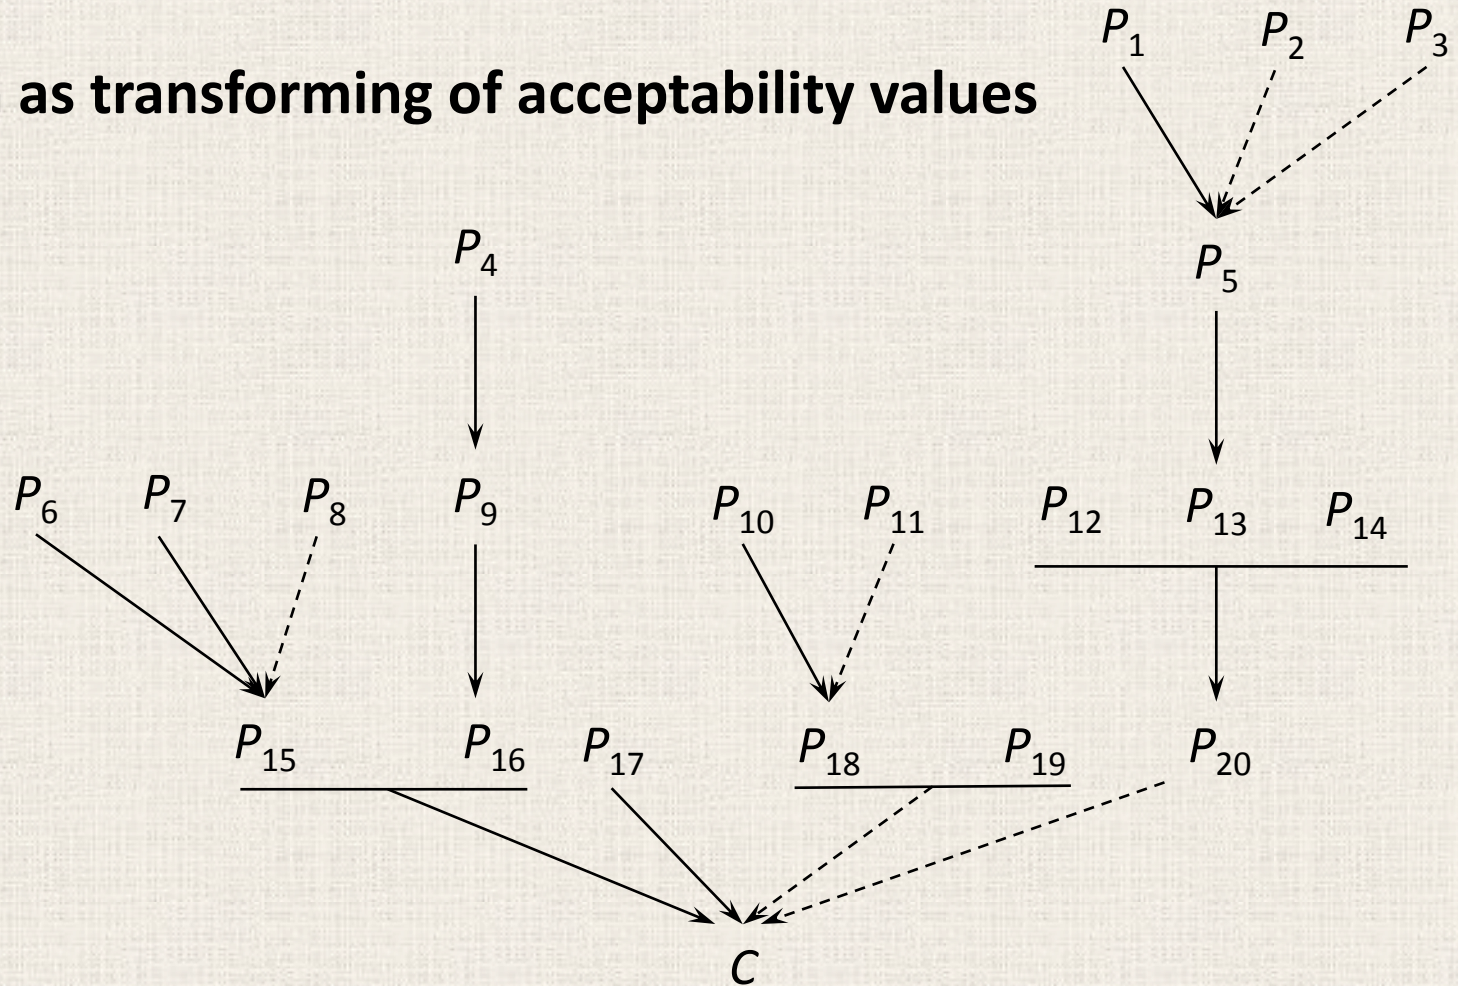 P1 P2 P3
as transforming of acceptability values
P4 P5
P6 P7 P8 P9 P10 P11 P12 P13 P14
P15 P16 P17 P18 P19 P20
C